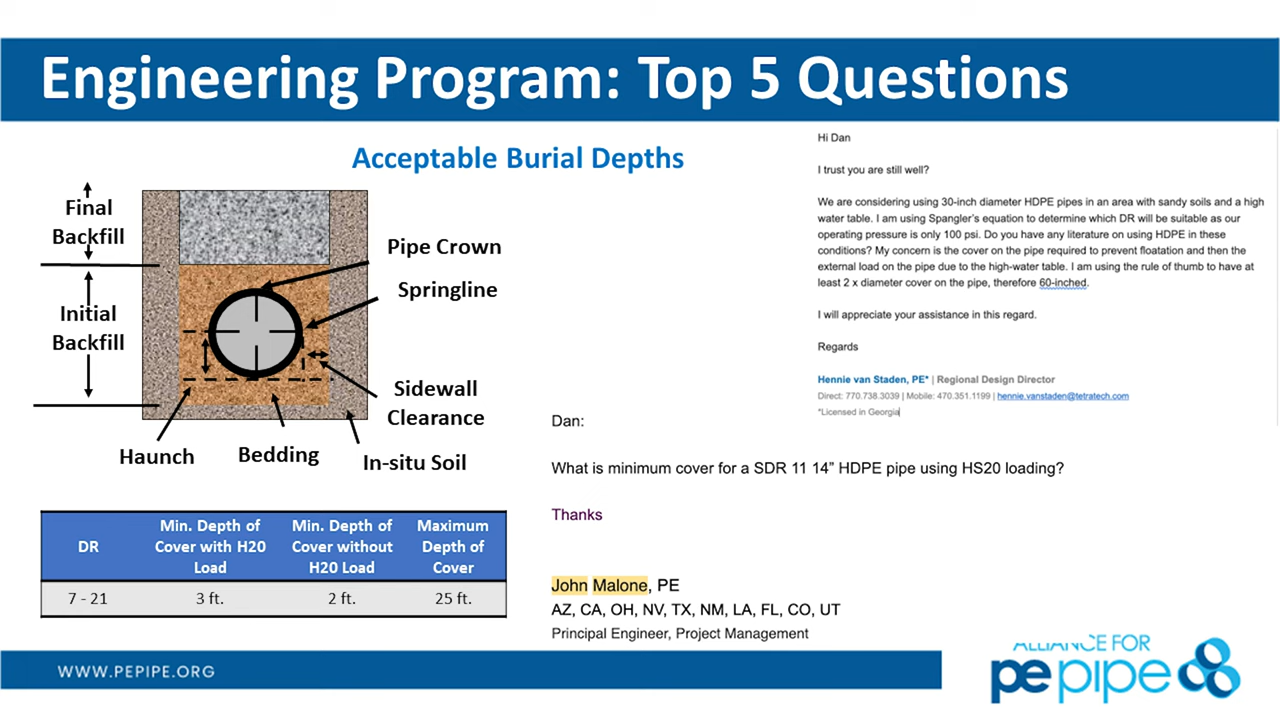 Engineering Program: Top 5 Questions
Acceptable Burial Depths
Final
Backfill
Initial
Backfill
Pipe Crown
Springline
Sidewall
Clearance
Haunch
Bedding
In-situ Soil
DR
Min. Depth of
Cover with H20
Load
Min. Depth of
Cover without
H20 Load
Maximum
Depth of
Cover
7 - 21
3 ft.
2 ft.
25 ft.
Hi Dan
I trust you are still well?
We are considering using 30-inch diameter HDPE pipes in an area with sandy soils and a high
water table. I am using Spangler's equation to determine which DR will be suitable as our
operating pressure is only 100 psi. Do you have any literature on using HDPE in these
conditions? My concern is the cover on the pipe required to prevent floatation and then the
external load on the pipe due to the high-water table. I am using the rule of thumb to have at
least 2 x diameter cover on the pipe, therefore 60-inched.
I will appreciate your assistance in this regard.
Regards
Hennie van Staden, PE* | Regional Design Director
Direct: 770.738.3039 | Mobile: 470.351.1199 | hennie.vanstaden@tetratech.com
*Licensed in Georgia
Dan:
What is minimum cover for a SDR 11 14” HDPE pipe using HS20 loading?
Thanks
John Malone, PE
AZ, CA, OH, NV, TX, NM, LA, FL, CO, UT
Principal Engineer, Project Management
WWW.PEPIPE.ORG
ALLIANCE FOR
pepipe